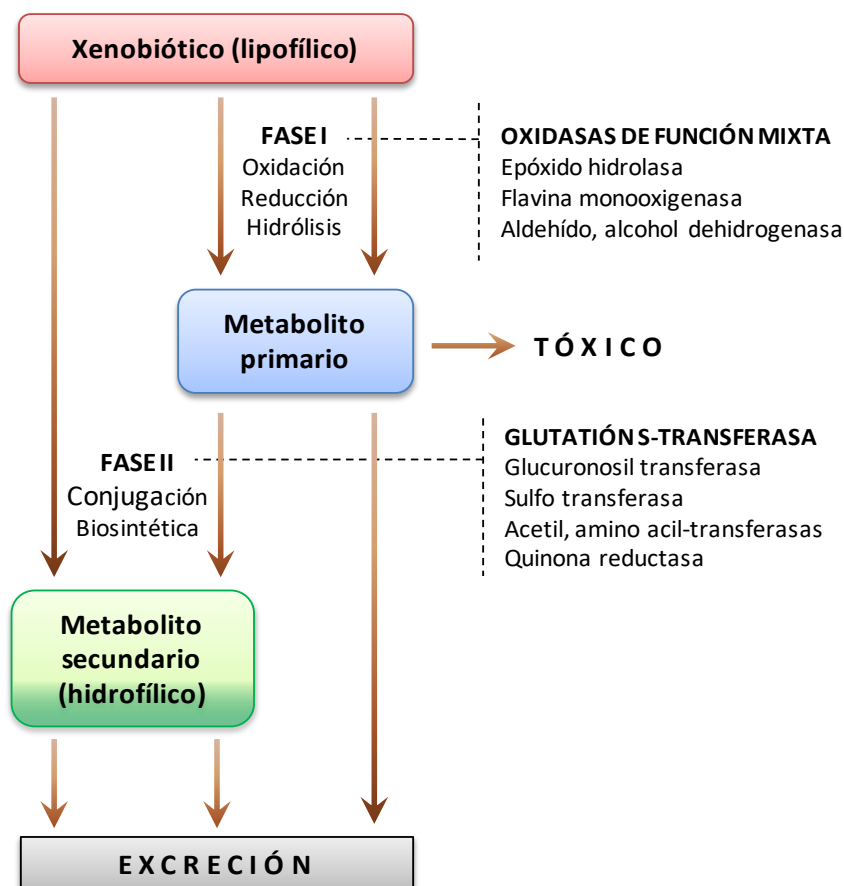 Xenobiótico (lipofílico)
FASE I
Oxidación
Reducción
Hidrólisis
OXIDASAS DE FUNCIÓN MIXTA
Epóxido hidrolasa
Flavina monooxigenasa
Aldehído, alcohol dehidrogenasa
Metabolito
primario
TÓXICO
FASE II
Conjugación
Biosintética
GLUTATIÓN S-TRANSFERASA
Glucuronosil transferasa
Sulfo transferasa
Acetil, amino acil-transferasas
Quinona reductasa
Metabolito
secundario
(hidrofílico)
EXCRECIÓN